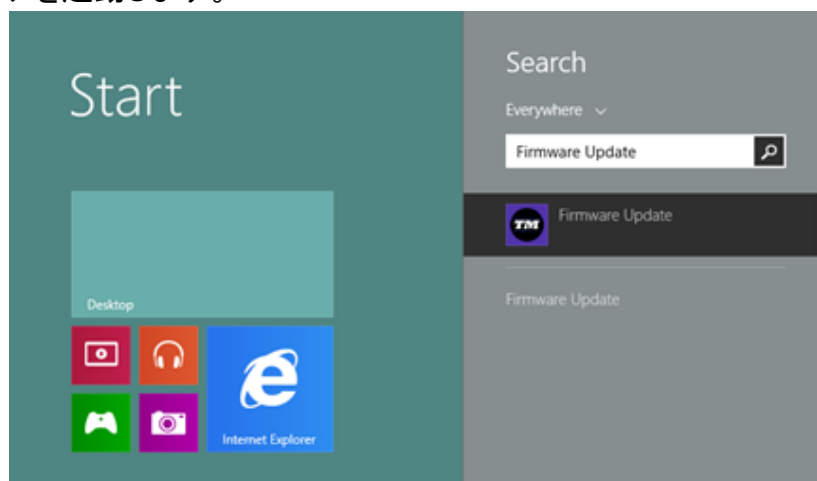 Start
Desktop
Internet Explorer
Search
Everywhere
Firmware Update
TM
Firmware Update
Firmware Update